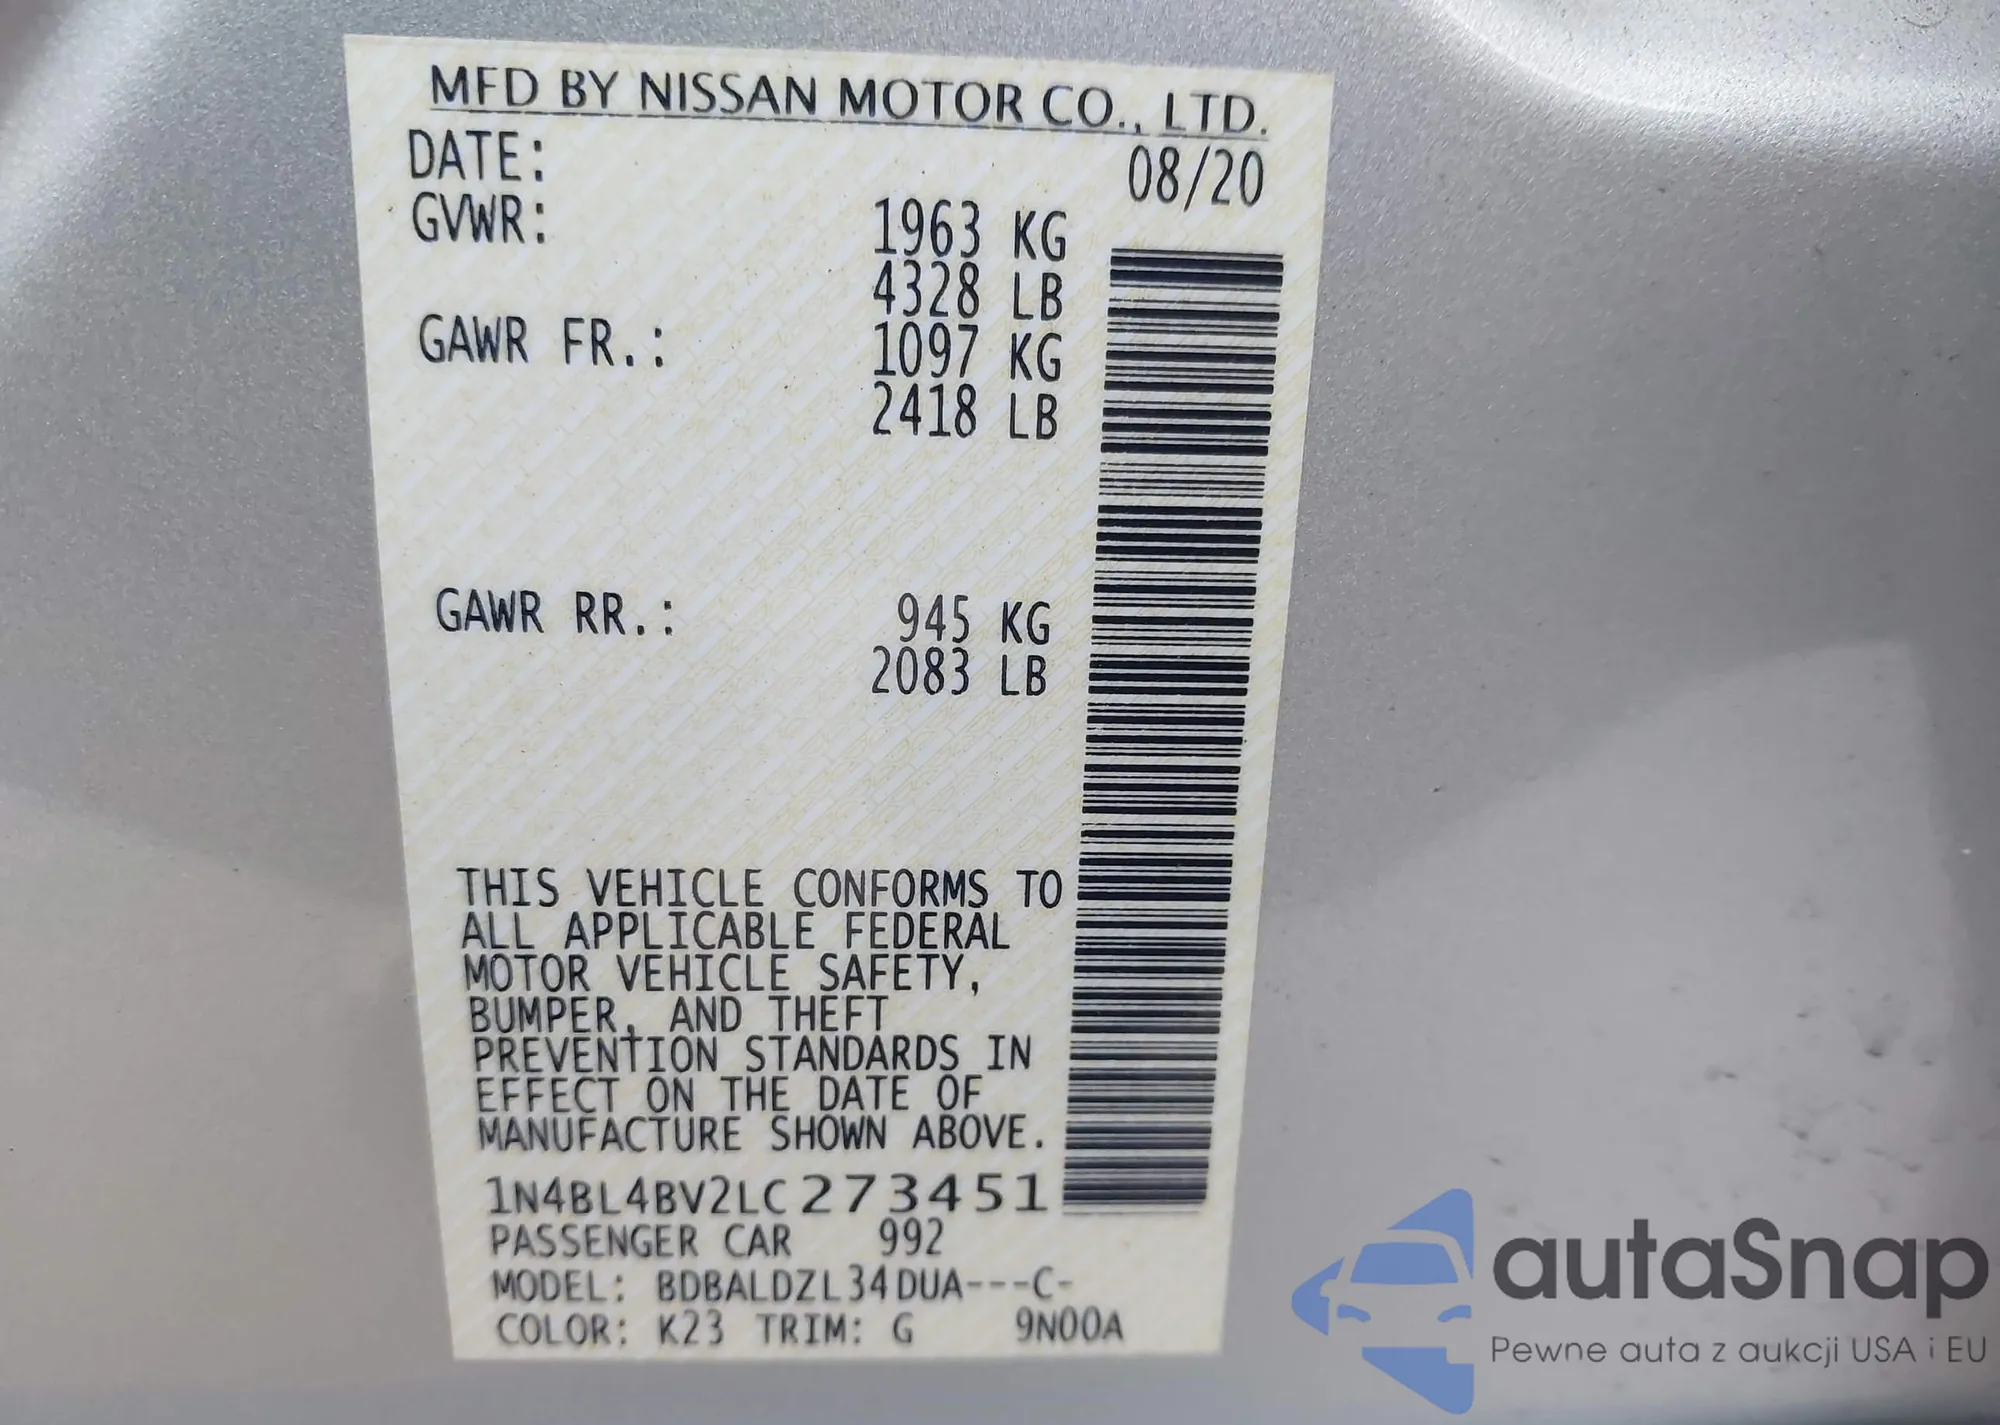 MFD BY NISSAN MOTOR CO., LTD.
DATE: 08/20
GVWR: 1963 KG
4328 LB
GAWR FR.: 1097 KG
2418 LB
GAWR RR.: 945 KG
2083 LB
THIS VEHICLE CONFORMS TO
ALL APPLICABLE FEDERAL
MOTOR VEHICLE SAFETY,
BUMPER, AND THEFT
PREVENTION STANDARDS IN
EFFECT ON THE DATE OF
MANUFACTURE SHOWN ABOVE.
1N4BL4BV2LC273451
PASSENGER CAR 992
MODEL: BDBALDZL34DUA---C-
COLOR: K23 TRIM: G 9N00A
autaSnap
Pewne auta z aukcji USA i EU